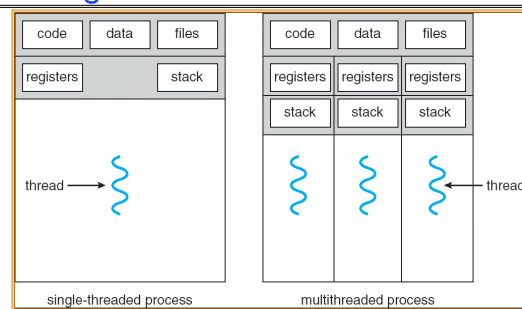 code data files
registers stack
thread
single-threaded process
code data files
registers registers registers
stack stack stack
thread
multithreaded process